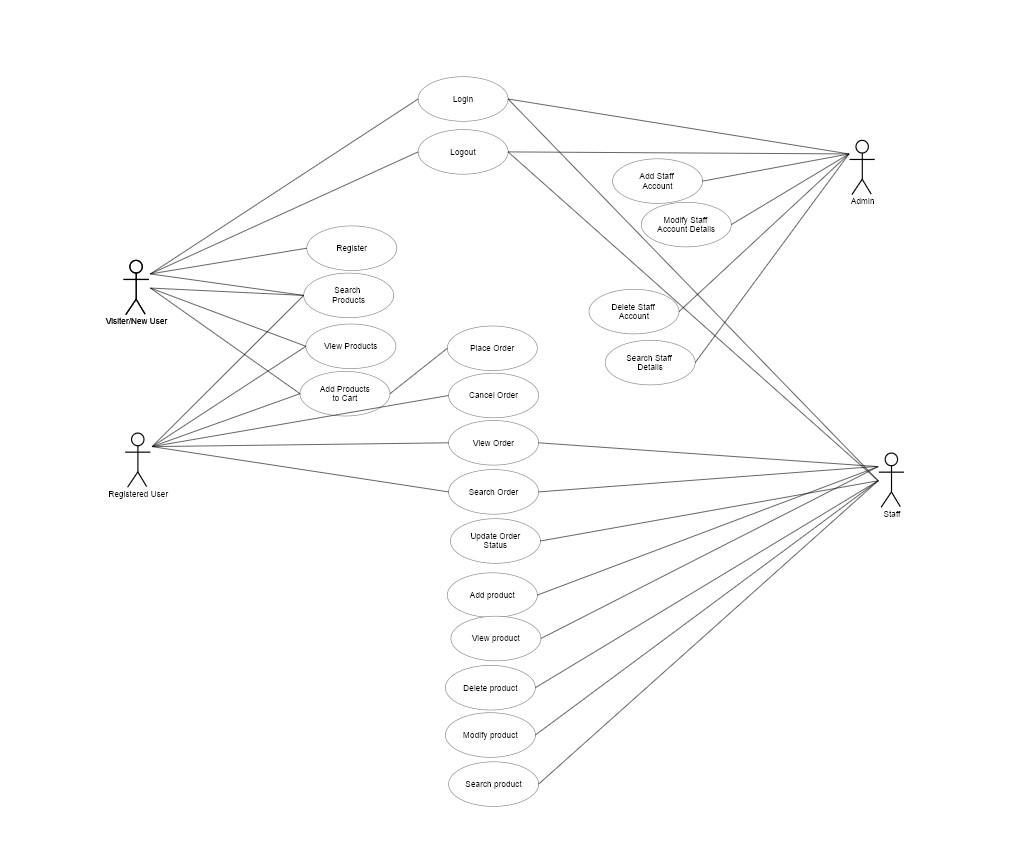 Login
Logout
Add Staff
Account
Admin
Modify Staff
Account Details
Register
Search
Products
Delete Staff
Account
Visiter/New User
View Products
Place Order
Search Staff
Details
Add Products
to Cart
Cancel Order
View Order
Registered User
Search Order
Staff
Update Order
Status
Add product
View product
Delete product
Modify product
Search product